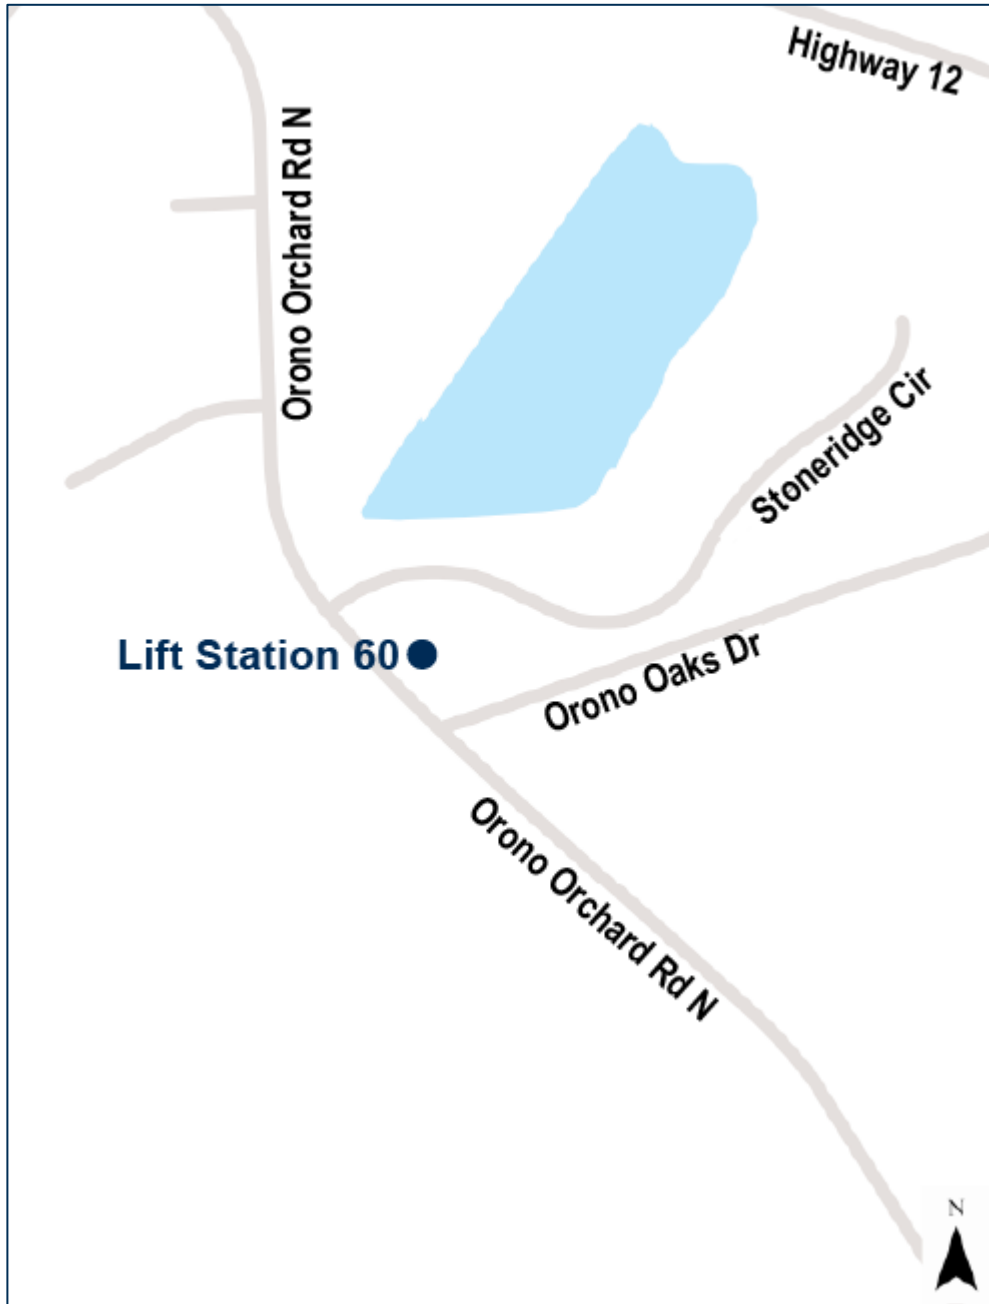 Highway 12
Orono Orchard Rd N
Stoneridge Cir
Lift Station 60
Orono Oaks Dr
Orono Orchard Rd N
N